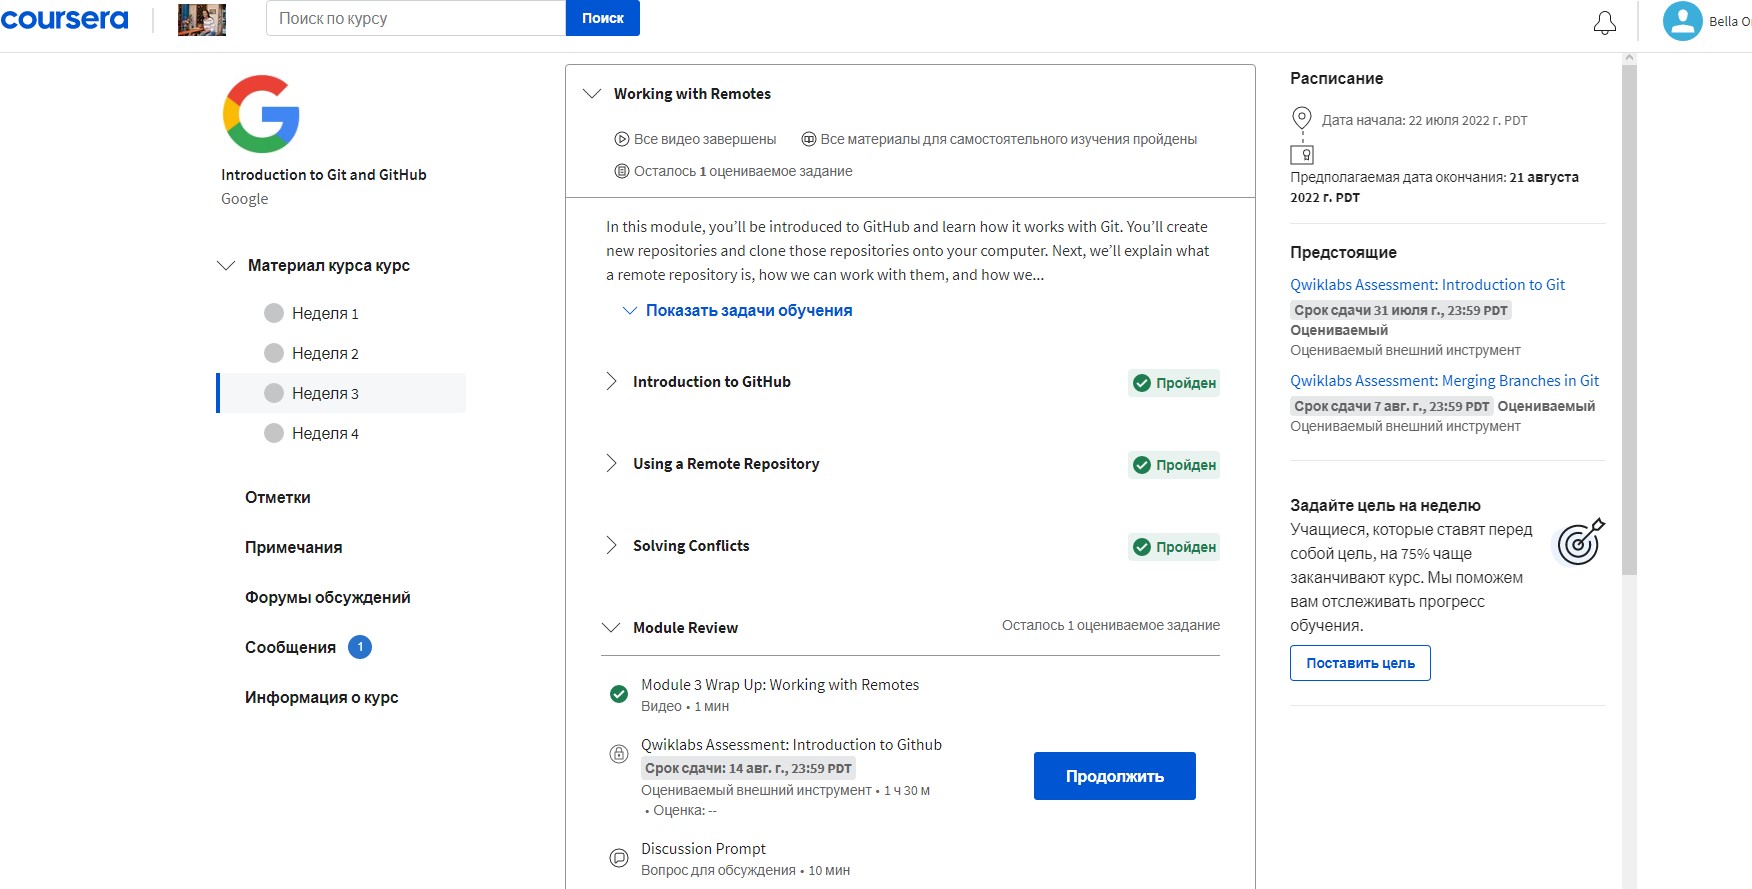 coursera
Поиск по курсу
Поиск
Bella
Introduction to Git and GitHub
Google
Материал курса курс
Неделя 1
Неделя 2
Неделя 3
Неделя 4
Отметки
Примечания
Форумы обсуждений
Сообщения 1
Информация о курс
Working with Remotes
Все видео завершены Все материалы для самостоятельного изучения пройдены
Осталось 1 оцениваемое задание
In this module, you’ll be introduced to GitHub and learn how it works with Git. You’ll create
new repositories and clone those repositories onto your computer. Next, we’ll explain what
a remote repository is, how we can work with them, and how we...
Показать задачи обучения
Introduction to GitHub Пройден
Using a Remote Repository Пройден
Solving Conflicts Пройден
Module Review Осталось 1 оцениваемое задание
Module 3 Wrap Up: Working with Remotes
Видео • 1 мин
Qwiklabs Assessment: Introduction to Github
Срок сдачи: 14 авг. г., 23:59 PDT
Оцениваемый внешний инструмент • 1 ч 30 м
• Оценка: --
Продолжить
Discussion Prompt
Вопрос для обсуждения • 10 мин
Расписание
Дата начала: 22 июля 2022 г. PDT
Предполагаемая дата окончания: 21 августа
2022 г. PDT
Предстоящие
Qwiklabs Assessment: Introduction to Git
Срок сдачи 31 июля г., 23:59 PDT
Оцениваемый
Оцениваемый внешний инструмент
Qwiklabs Assessment: Merging Branches in Git
Срок сдачи 7 авг. г., 23:59 PDT Оцениваемый
Оцениваемый внешний инструмент
Задайте цель на неделю
Учащиеся, которые ставят перед
собой цель, на 75% чаще
заканчивают курс. Мы поможем
вам отслеживать прогресс
обучения.
Поставить цель